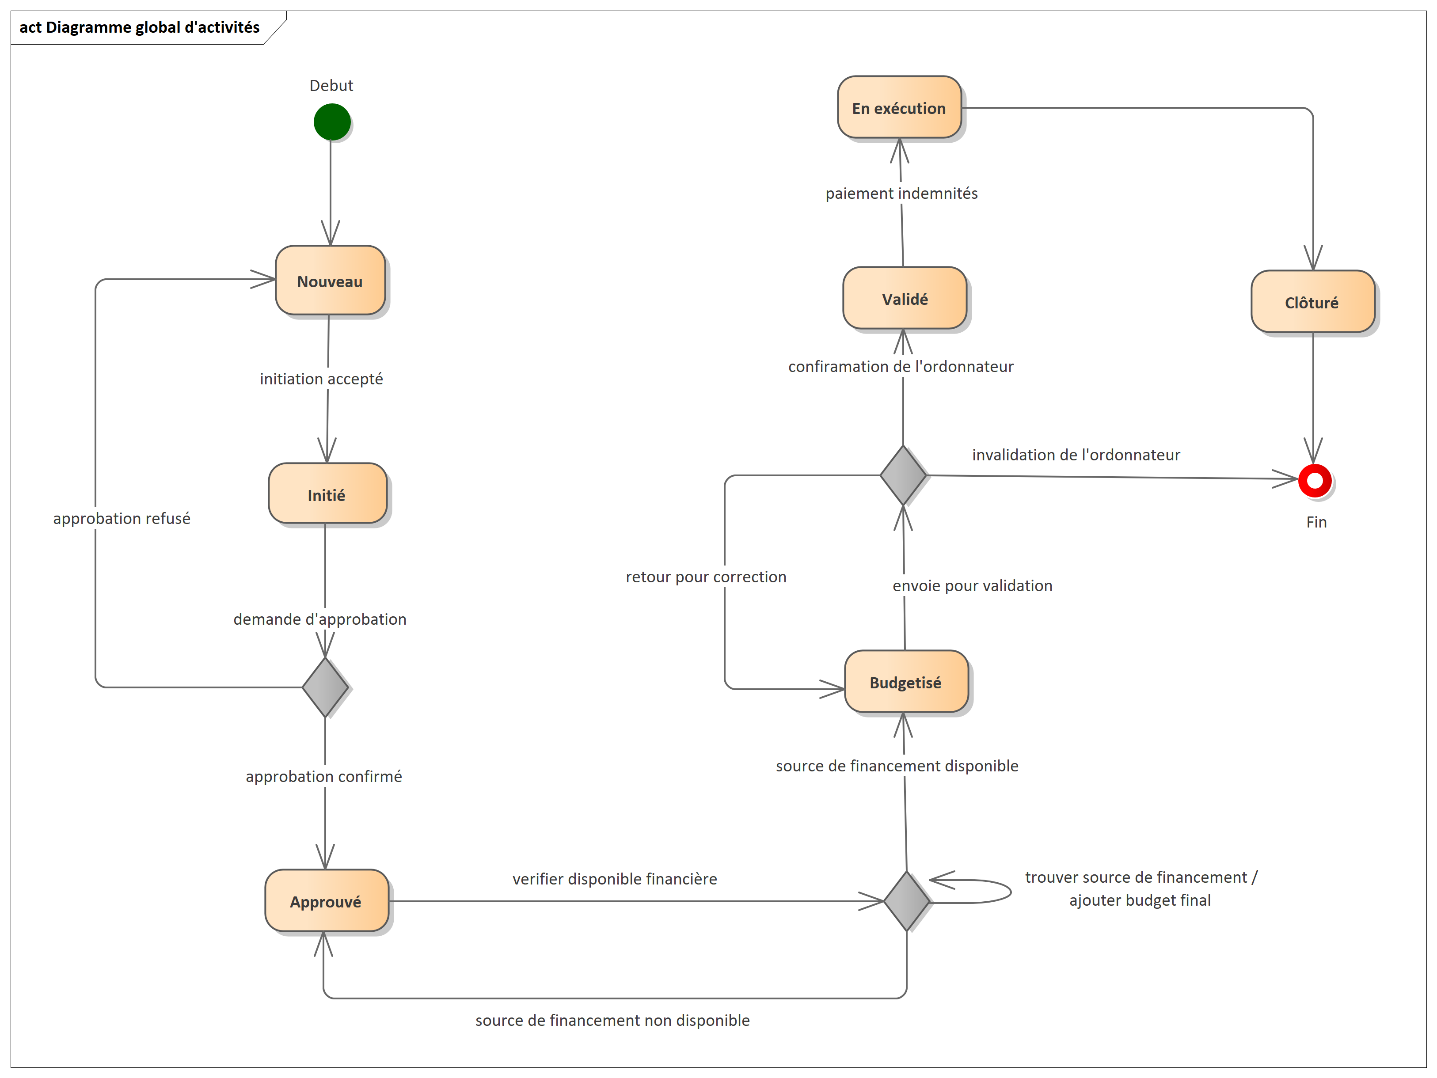 act Diagramme global d'activités
Debut
Nouveau
initiation accepté
Initié
approbation refusé
demande d'approbation
approbation confirmé
Approuvé
verifier disponible financière
source de financement non disponible
trouver source de financement /
ajouter budget final
source de financement disponible
Budgetisé
envoie pour validation
retour pour correction
invalidation de l'ordonnateur
confiramation de l'ordonnateur
Validé
paiement indemnités
En exécution
Clôturé
Fin